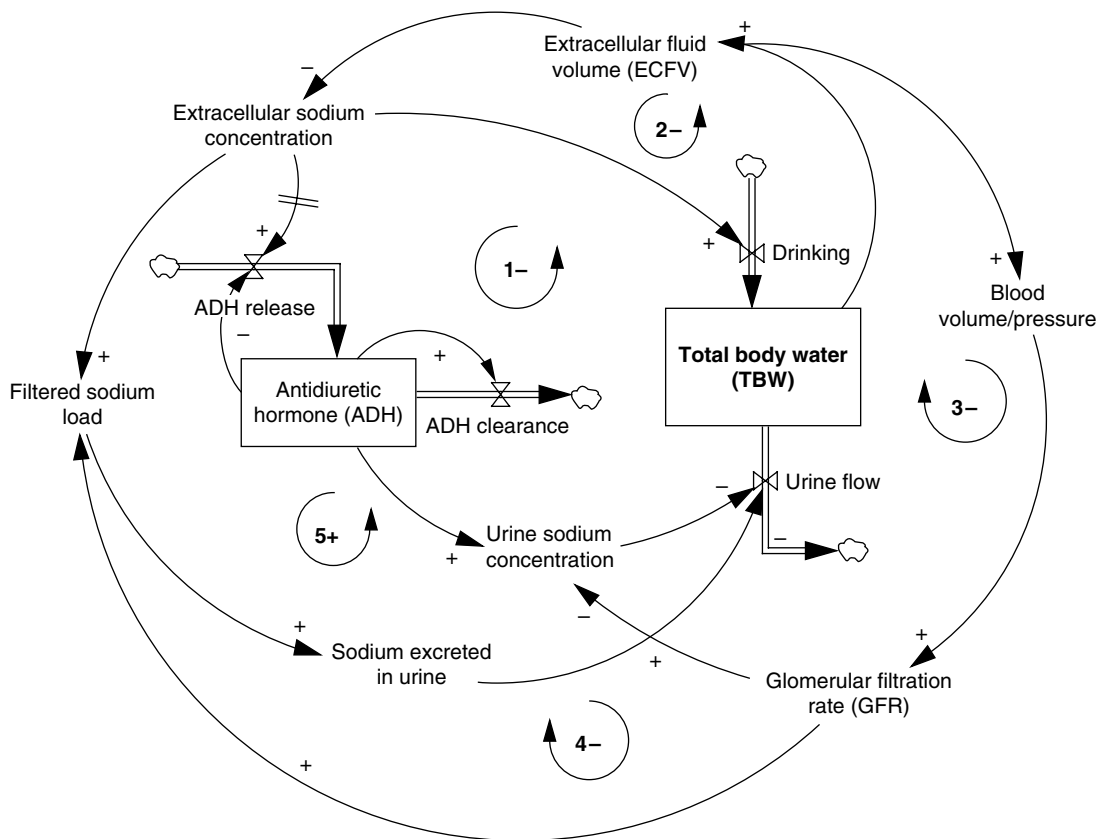 +
Extracellular fluid
volume (ECFV)
–
Extracellular sodium
concentration
2–
+
+
Drinking
1–
+
ADH release
Blood
volume/pressure
–
+
Total body water
(TBW)
+
Filtered sodium
load
Antidiuretic
hormone (ADH)
3–
ADH clearance
–
Urine flow
5+
Urine sodium
concentration
–
+
–
+
+
Sodium excreted
in urine
+
Glomerular filtration
rate (GFR)
4–
+